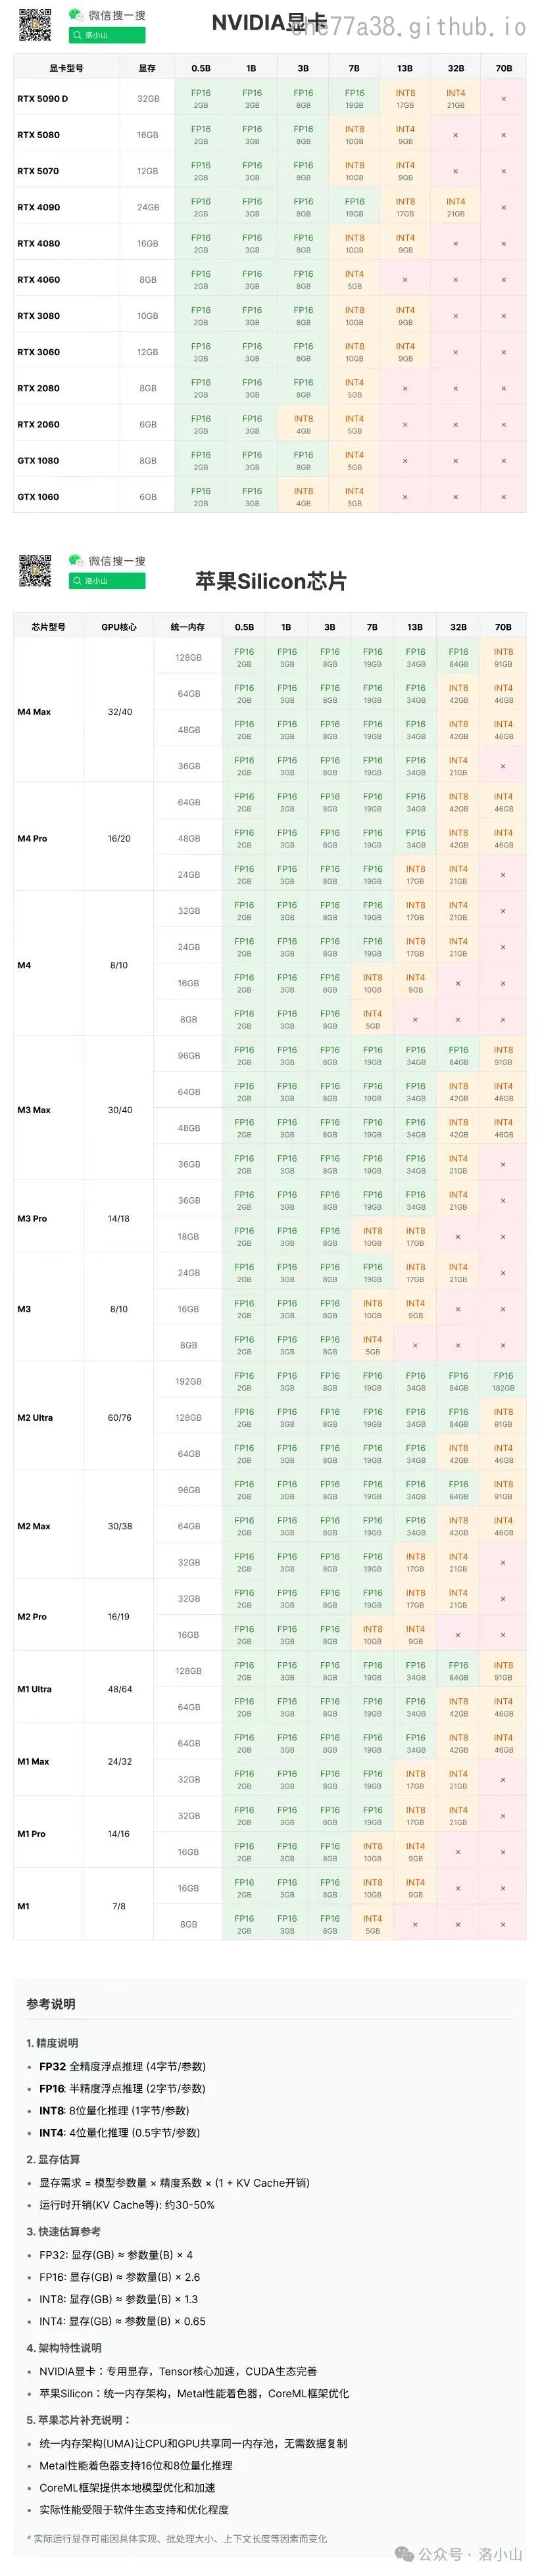 微信搜一搜
洛小山
NVIDIA显卡
che77a38.github.io
显卡型号 显存 0.5B 1B 3B 7B 13B 32B 70B
RTX 5090 D 32GB FP16 2GB FP16 3GB FP16 8GB FP16 19GB INT8 17GB INT4 21GB ×
RTX 5080 16GB FP16 2GB FP16 3GB FP16 8GB INT8 10GB INT4 9GB × ×
RTX 5070 12GB FP16 2GB FP16 3GB FP16 8GB INT8 10GB INT4 9GB × ×
RTX 4090 24GB FP16 2GB FP16 3GB FP16 8GB FP16 19GB INT8 17GB INT4 21GB ×
RTX 4080 16GB FP16 2GB FP16 3GB FP16 8GB INT8 10GB INT4 9GB × ×
RTX 4060 8GB FP16 2GB FP16 3GB FP16 8GB INT4 5GB × × ×
RTX 3080 10GB FP16 2GB FP16 3GB FP16 8GB INT8 10GB INT4 9GB × ×
RTX 3060 12GB FP16 2GB FP16 3GB FP16 8GB INT8 10GB INT4 9GB × ×
RTX 2080 8GB FP16 2GB FP16 3GB FP16 8GB INT4 5GB × × ×
RTX 2060 6GB FP16 2GB FP16 3GB INT8 4GB INT4 5GB × × ×
GTX 1080 8GB FP16 2GB FP16 3GB FP16 8GB INT4 5GB × × ×
GTX 1060 6GB FP16 2GB FP16 3GB INT8 4GB INT4 5GB × × ×
微信搜一搜
洛小山
苹果Silicon芯片
芯片型号 GPU核心 统一内存 0.5B 1B 3B 7B 13B 32B 70B
M4 Max 32/40 128GB FP16 2GB FP16 3GB FP16 8GB FP16 19GB FP16 34GB FP16 84GB INT8 91GB
64GB FP16 2GB FP16 3GB FP16 8GB FP16 19GB FP16 34GB INT8 42GB INT4 46GB
48GB FP16 2GB FP16 3GB FP16 8GB FP16 19GB FP16 34GB INT8 42GB INT4 46GB
36GB FP16 2GB FP16 3GB FP16 8GB FP16 19GB FP16 34GB INT4 21GB ×
M4 Pro 16/20 64GB FP16 2GB FP16 3GB FP16 8GB FP16 19GB FP16 34GB INT8 42GB INT4 46GB
48GB FP16 2GB FP16 3GB FP16 8GB FP16 19GB FP16 34GB INT8 42GB INT4 46GB
24GB FP16 2GB FP16 3GB FP16 8GB FP16 19GB INT8 17GB INT4 21GB ×
M4 8/10 32GB FP16 2GB FP16 3GB FP16 8GB FP16 19GB INT8 17GB INT4 21GB ×
24GB FP16 2GB FP16 3GB FP16 8GB FP16 19GB INT8 17GB INT4 21GB ×
16GB FP16 2GB FP16 3GB FP16 8GB INT8 10GB INT4 9GB × ×
8GB FP16 2GB FP16 3GB FP16 8GB INT4 5GB × × ×
M3 Max 30/40 96GB FP16 2GB FP16 3GB FP16 8GB FP16 19GB FP16 34GB FP16 84GB INT8 91GB
64GB FP16 2GB FP16 3GB FP16 8GB FP16 19GB FP16 34GB INT8 42GB INT4 46GB
48GB FP16 2GB FP16 3GB FP16 8GB FP16 19GB FP16 34GB INT8 42GB INT4 46GB
36GB FP16 2GB FP16 3GB FP16 8GB FP16 19GB FP16 34GB INT4 21GB ×
M3 Pro 14/18 36GB FP16 2GB FP16 3GB FP16 8GB FP16 19GB FP16 34GB INT4 21GB ×
18GB FP16 2GB FP16 3GB FP16 8GB INT8 10GB INT8 17GB × ×
M3 8/10 24GB FP16 2GB FP16 3GB FP16 8GB FP16 19GB INT8 17GB INT4 21GB ×
16GB FP16 2GB FP16 3GB FP16 8GB INT8 10GB INT4 9GB × ×
8GB FP16 2GB FP16 3GB FP16 8GB INT4 5GB × × ×
M2 Ultra 60/76 192GB FP16 2GB FP16 3GB FP16 8GB FP16 19GB FP16 34GB FP16 84GB FP16 182GB
128GB FP16 2GB FP16 3GB FP16 8GB FP16 19GB FP16 34GB FP16 84GB INT8 91GB
64GB FP16 2GB FP16 3GB FP16 8GB FP16 19GB FP16 34GB INT8 42GB INT4 46GB
M2 Max 30/38 96GB FP16 2GB FP16 3GB FP16 8GB FP16 19GB FP16 34GB FP16 84GB INT8 91GB
64GB FP16 2GB FP16 3GB FP16 8GB FP16 19GB FP16 34GB INT8 42GB INT4 46GB
32GB FP16 2GB FP16 3GB FP16 8GB FP16 19GB INT8 17GB INT4 21GB ×
M2 Pro 16/19 32GB FP16 2GB FP16 3GB FP16 8GB FP16 19GB INT8 17GB INT4 21GB ×
16GB FP16 2GB FP16 3GB FP16 8GB INT8 10GB INT4 9GB × ×
M1 Ultra 48/64 128GB FP16 2GB FP16 3GB FP16 8GB FP16 19GB FP16 34GB FP16 84GB INT8 91GB
64GB FP16 2GB FP16 3GB FP16 8GB FP16 19GB FP16 34GB INT8 42GB INT4 46GB
M1 Max 24/32 64GB FP16 2GB FP16 3GB FP16 8GB FP16 19GB FP16 34GB INT8 42GB INT4 46GB
32GB FP16 2GB FP16 3GB FP16 8GB FP16 19GB INT8 17GB INT4 21GB ×
M1 Pro 14/16 32GB FP16 2GB FP16 3GB FP16 8GB FP16 19GB INT8 17GB INT4 21GB ×
16GB FP16 2GB FP16 3GB FP16 8GB INT8 10GB INT4 9GB × ×
M1 7/8 16GB FP16 2GB FP16 3GB FP16 8GB INT8 10GB INT4 9GB × ×
8GB FP16 2GB FP16 3GB FP16 8GB INT4 5GB × × ×
参考说明
1. 精度说明
• FP32 全精度浮点推理 (4字节/参数)
• FP16: 半精度浮点推理 (2字节/参数)
• INT8: 8位量化推理 (1字节/参数)
• INT4: 4位量化推理 (0.5字节/参数)
2. 显存估算
• 显存需求 = 模型参数量 × 精度系数 × (1 + KV Cache开销)
• 运行时开销(KV Cache等): 约30-50%
3. 快速估算参考
• FP32: 显存(GB) ≈ 参数量(B) × 4
• FP16: 显存(GB) ≈ 参数量(B) × 2.6
• INT8: 显存(GB) ≈ 参数量(B) × 1.3
• INT4: 显存(GB) ≈ 参数量(B) × 0.65
4. 架构特性说明
• NVIDIA显卡：专用显存，Tensor核心加速，CUDA生态完善
• 苹果Silicon：统一内存架构，Metal性能着色器，CoreML框架优化
5. 苹果芯片补充说明：
• 统一内存架构(UMA)让CPU和GPU共享同一内存池，无需数据复制
• Metal性能着色器支持16位和8位量化推理
• CoreML框架提供本地模型优化和加速
• 实际性能受限于软件生态支持和优化程度
* 实际运行显存可能因具体实现、批处理大小、上下文长度等因素而变化
公众号 · 洛小山